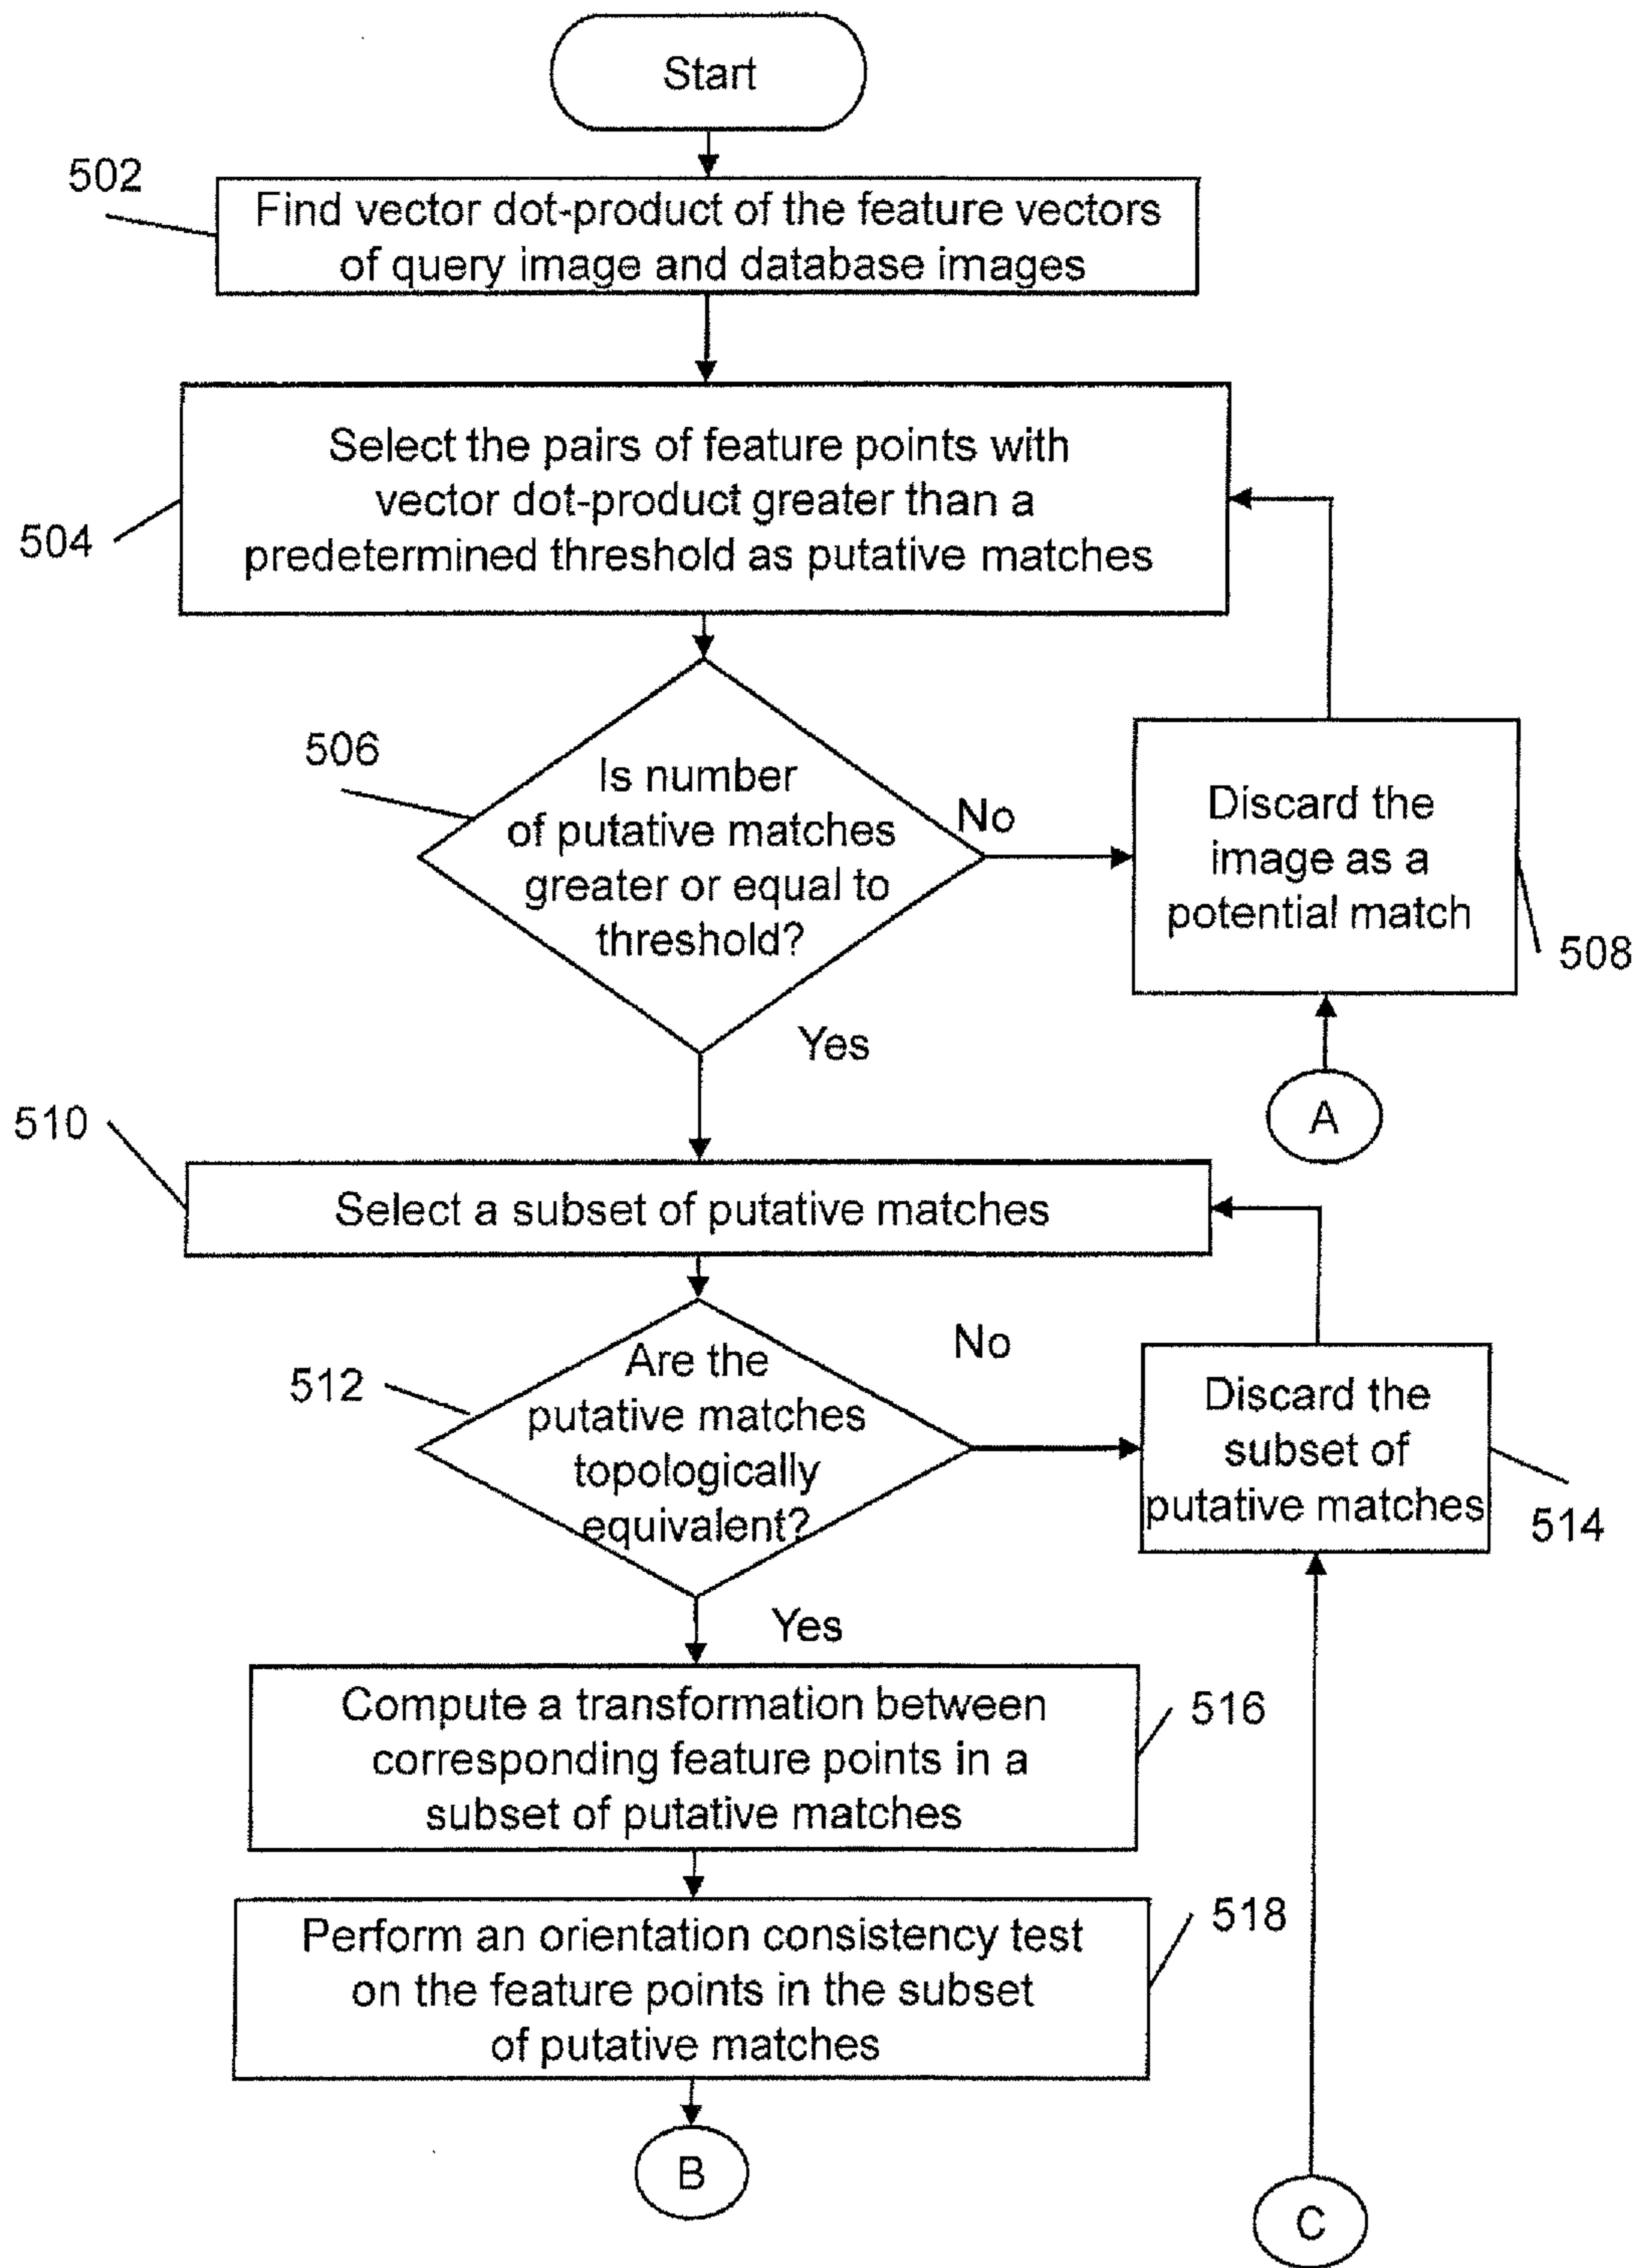 Start
502
Find vector dot-product of the feature vectors
of query image and database images
Select the pairs of feature points with
vector dot-product greater than a
predetermined threshold as putative matches
504
506
Is number
of putative matches
greater or equal to
threshold?
No
Yes
Discard the
image as a
potential match
508
A
510
Select a subset of putative matches
512
Are the
putative matches
topologically
equivalent?
No
Yes
Discard the
subset of
putative matches
514
Compute a transformation between
corresponding feature points in a
subset of putative matches
516
Perform an orientation consistency test
on the feature points in the subset
of putative matches
518
B
C